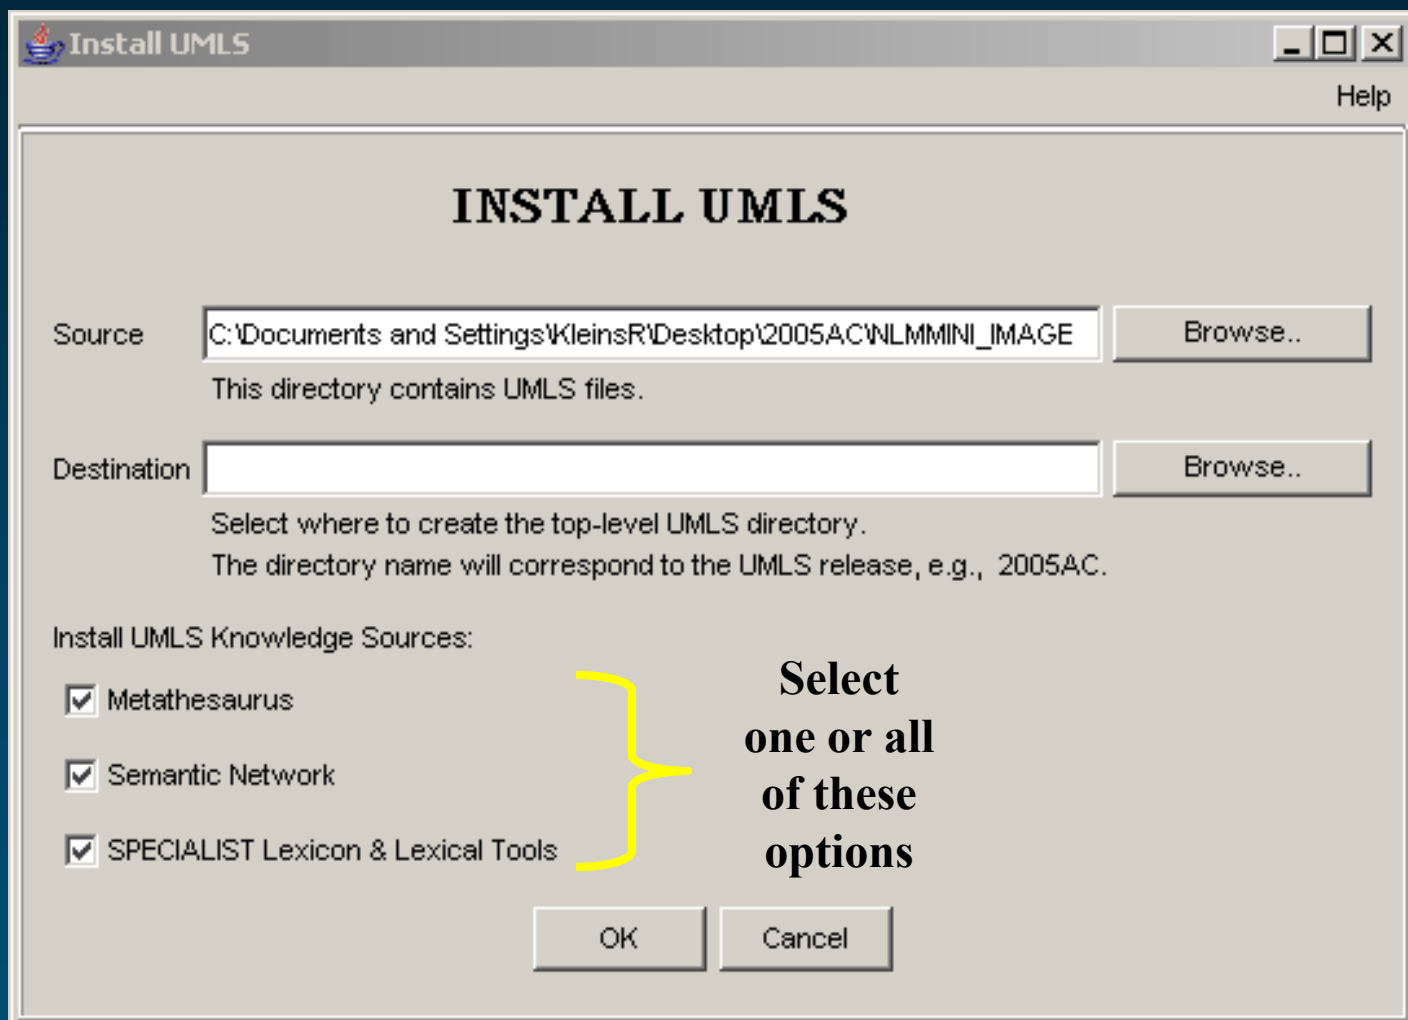 Install UMLS
Help
INSTALL UMLS
Source C:\Documents and Settings\KleinsR\Desktop\2005AC\NLMMINI_IMAGE Browse..
This directory contains UMLS files.
Destination Browse..
Select where to create the top-level UMLS directory.
The directory name will correspond to the UMLS release, e.g., 2005AC.
Install UMLS Knowledge Sources:
Metathesaurus
Semantic Network
SPECIALIST Lexicon & Lexical Tools
Select
one or all
of these
options
OK Cancel